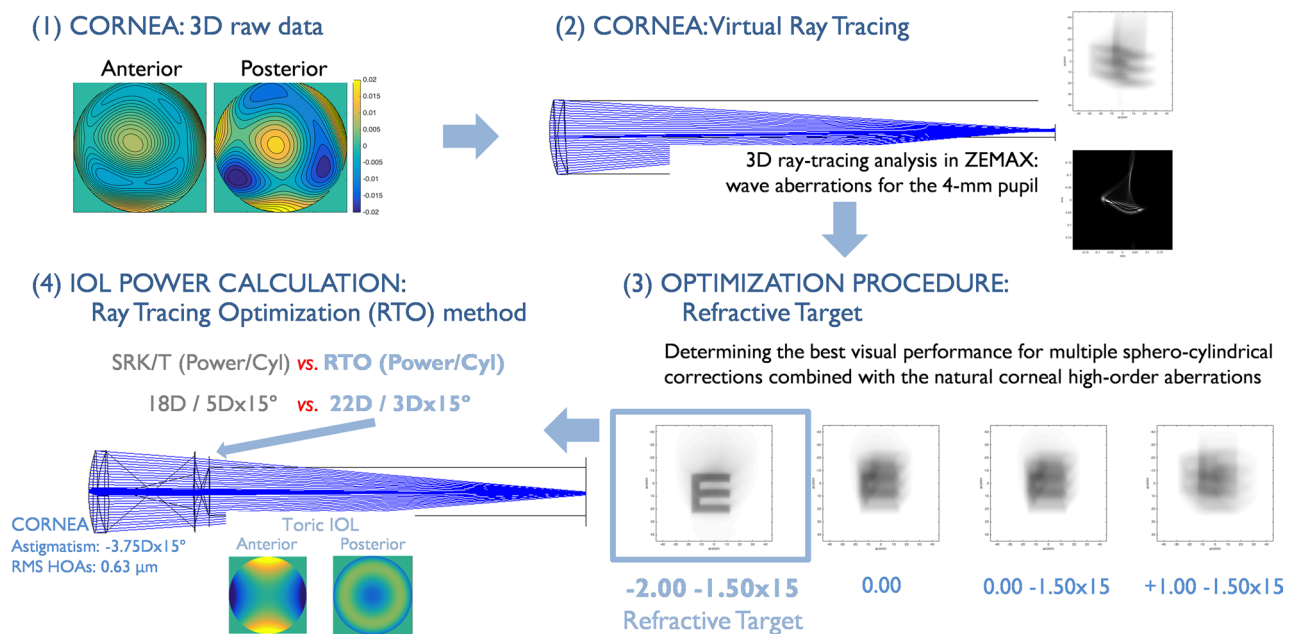 (1) CORNEA: 3D raw data
Anterior
Posterior
0.02
0.015
0.01
0.005
0
-0.005
-0.01
-0.015
-0.02
(2) CORNEA:Virtual Ray Tracing
3D ray-tracing analysis in ZEMAX:
wave aberrations for the 4-mm pupil
(3) OPTIMIZATION PROCEDURE:
Refractive Target
Determining the best visual performance for multiple sphero-cylindrical
corrections combined with the natural corneal high-order aberrations
-2.00 -1.50x15
Refractive Target
0.00
0.00 -1.50x15
+1.00 -1.50x15
(4) IOL POWER CALCULATION:
Ray Tracing Optimization (RTO) method
SRK/T (Power/Cyl) vs. RTO (Power/Cyl)
18D / 5Dx15° vs. 22D / 3Dx15°
CORNEA
Astigmatism: -3.75Dx15°
RMS HOAs: 0.63 µm
Toric IOL
Anterior
Posterior